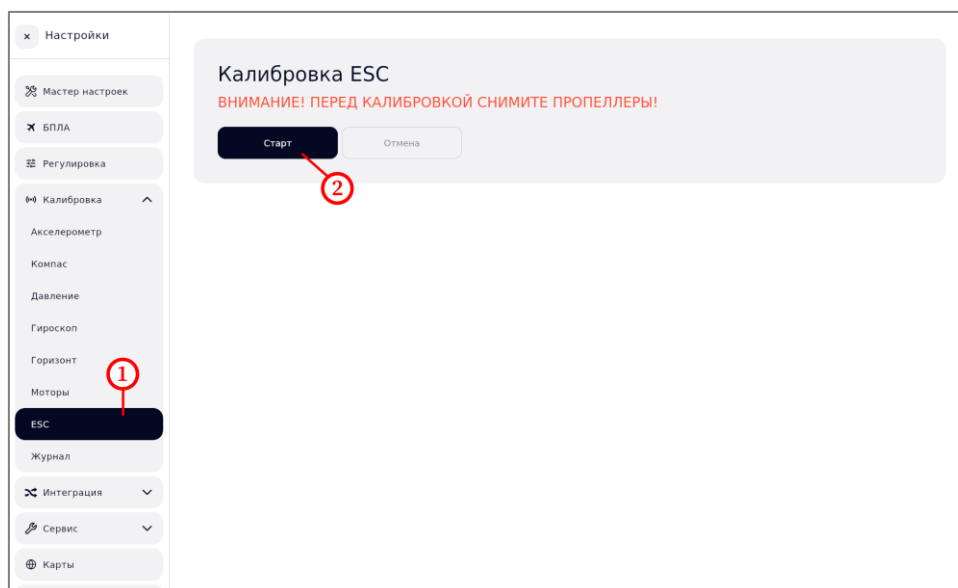 × Настройки
Мастер настроек
БПЛА
Регулировка
Калибровка
Акселерометр
Компас
Давление
Гироскоп
Горизонт
Моторы
1
ESC
Журнал
Интеграция
Сервис
Карты
Калибровка ESC
ВНИМАНИЕ! ПЕРЕД КАЛИБРОВКОЙ СНИМИТЕ ПРОПЕЛЛЕРЫ!
Старт Отмена
2